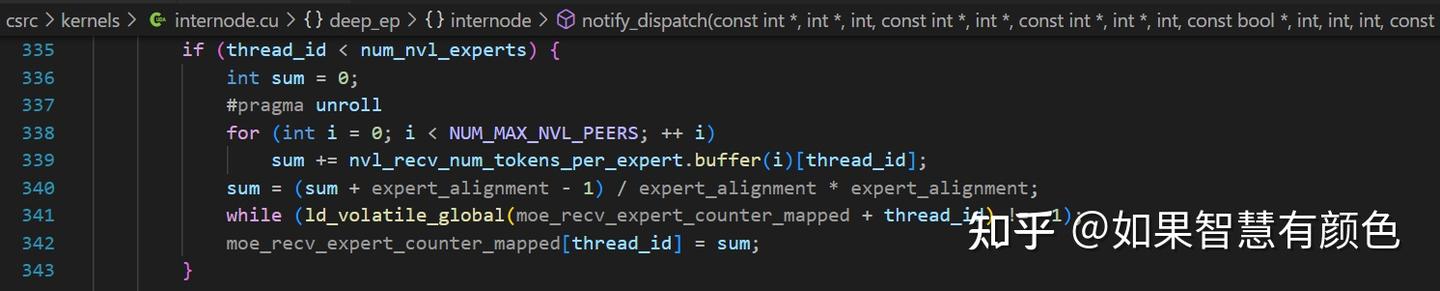 csrc > kernels > internode.cu > {} deep_ep > {} internode > notify_dispatch(const int *, int *, int, const int *, int *, const int *, int *, int, const bool *, int, int, int, const
335 if (thread_id < num_nvl_experts) {
336 int sum = 0;
337 #pragma unroll
338 for (int i = 0; i < NUM_MAX_NVL_PEERS; ++ i)
339 sum += nvl_recv_num_tokens_per_expert.buffer(i)[thread_id];
340 sum = (sum + expert_alignment - 1) / expert_alignment * expert_alignment;
341 while (ld_volatile_global(moe_recv_expert_counter_mapped + thread_id) != -1);
342 moe_recv_expert_counter_mapped[thread_id] = sum;
343 }
知乎 @如果智慧有颜色